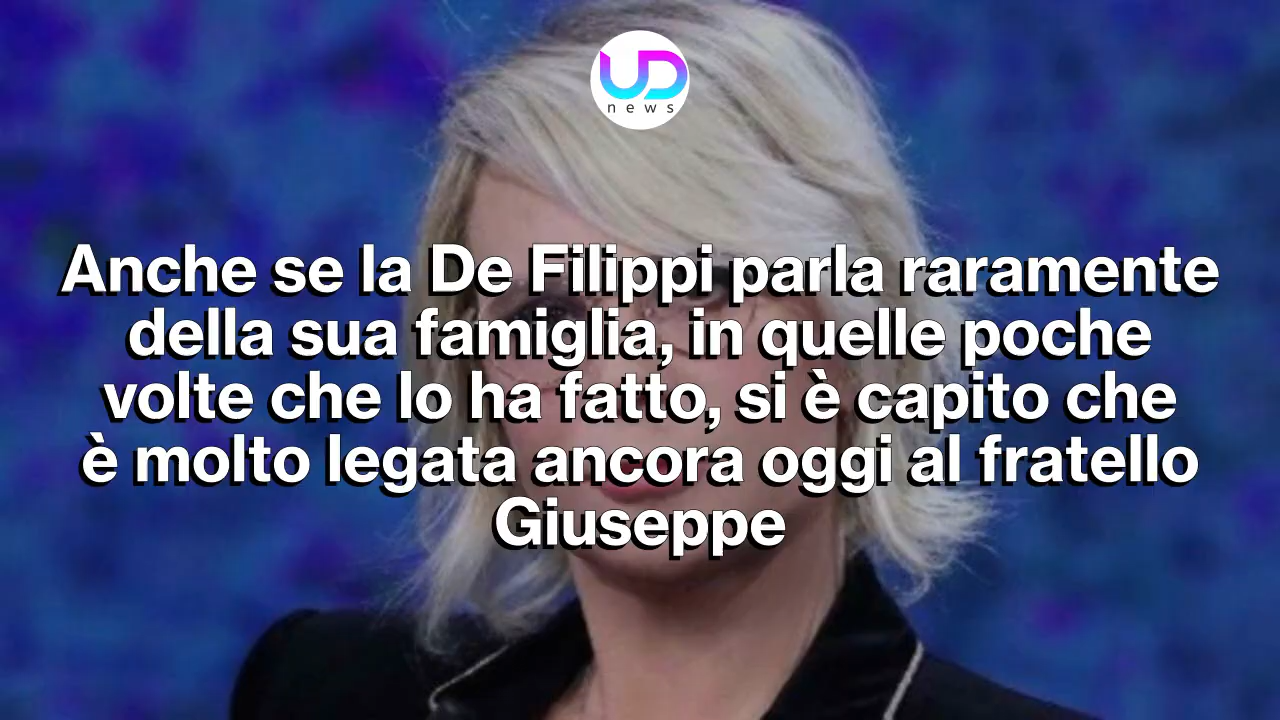 UD
news
Anche se la De Filippi parla raramente
della sua famiglia, in quelle poche
volte che lo ha fatto, si è capito che
è molto legata ancora oggi al fratello
Giuseppe